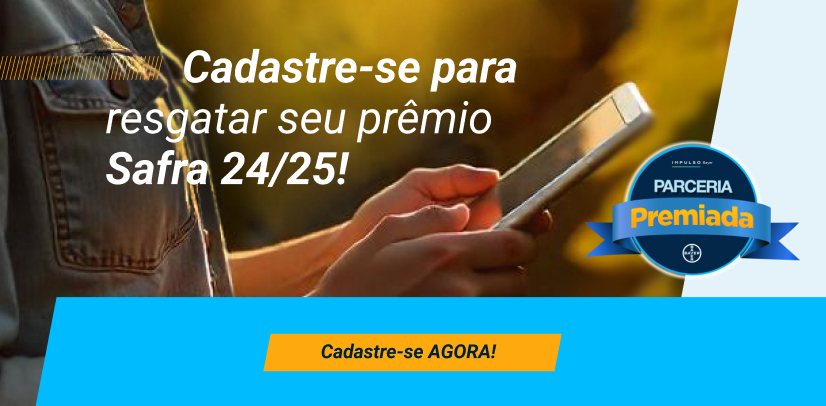 Cadastre-se para
resgatar seu prêmio
Safra 24/25!
IMPULSO Bayer
PARCERIA
Premiada
BAYER
Cadastre-se AGORA!